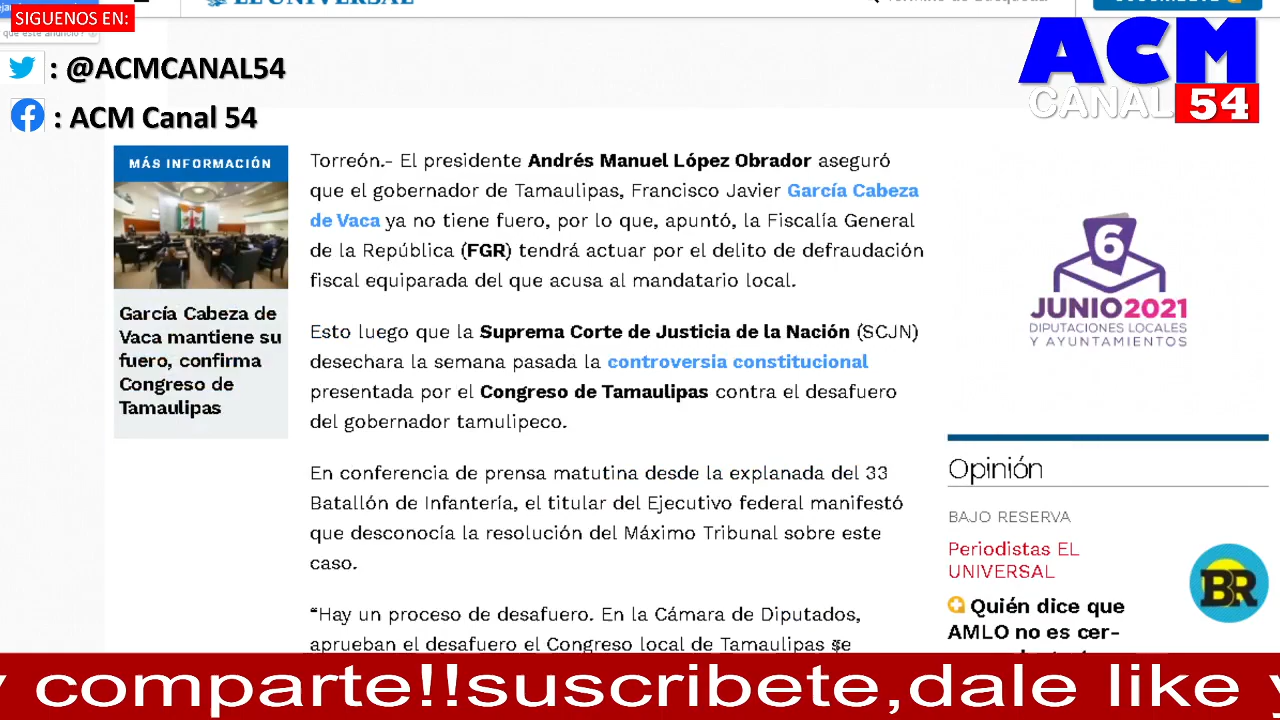 EL UNIVERSAL
SIGUENOS EN:
que este anuncio?
: @ACMCANAL54
: ACM Canal 54
ACM
CANAL 54
MÁS INFORMACIÓN
García Cabeza de
Vaca mantiene su
fuero, confirma
Congreso de
Tamaulipas
Torreón.- El presidente Andrés Manuel López Obrador aseguró
que el gobernador de Tamaulipas, Francisco Javier García Cabeza
de Vaca ya no tiene fuero, por lo que, apuntó, la Fiscalía General
de la República (FGR) tendrá actuar por el delito de defraudación
fiscal equiparada del que acusa al mandatario local.
Esto luego que la Suprema Corte de Justicia de la Nación (SCJN)
desechara la semana pasada la controversia constitucional
presentada por el Congreso de Tamaulipas contra el desafuero
del gobernador tamulipeco.
En conferencia de prensa matutina desde la explanada del 33
Batallón de Infantería, el titular del Ejecutivo federal manifestó
que desconocía la resolución del Máximo Tribunal sobre este
caso.
“Hay un proceso de desafuero. En la Cámara de Diputados,
aprueban el desafuero el Congreso local de Tamaulipas se
6
JUNIO2021
DIPUTACIONES LOCALES
Y AYUNTAMIENTOS
Opinión
BAJO RESERVA
Periodistas EL
UNIVERSAL
Quién dice que
AMLO no es cer-
BR
y comparte!!suscribete,dale like y